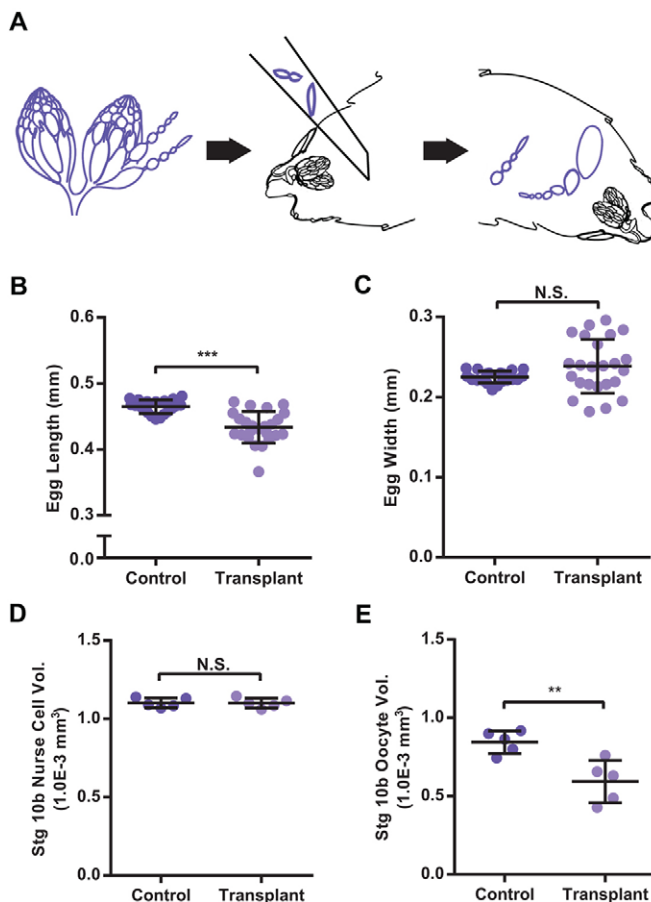 A
B
Egg Length (mm)
0.6
0.5
0.4
0.3
0.0
***
Control Transplant
C
Egg Width (mm)
0.3
0.2
0.1
0.0
N.S.
Control Transplant
D
Stg 10b Nurse Cell Vol.
(1.0E-3 mm³)
1.5
1.0
0.5
0.0
N.S.
Control Transplant
E
Stg 10b Oocyte Vol.
(1.0E-3 mm³)
1.5
1.0
0.5
0.0
**
Control Transplant